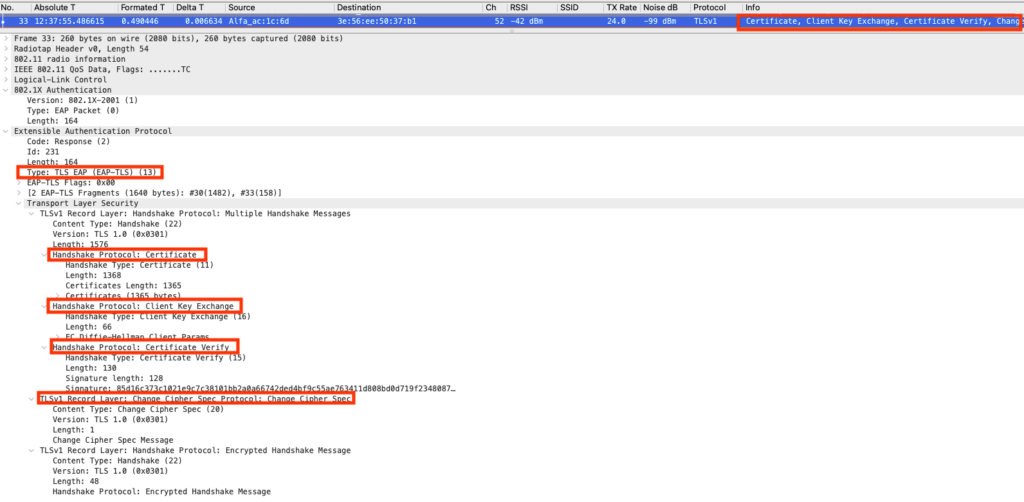 No. Absolute T Formated T Delta T Source Destination Ch RSSI SSID TX Rate Noise dB Protocol Info
33 12:37:55.486615 0.490446 0.006634 Alfa_ac:1c:6d 3e:56:ee:50:37:b1 52 -42 dBm 24.0 -99 dBm TLSv1 Certificate, Client Key Exchange, Certificate Verify, Chang
Frame 33: 260 bytes on wire (2080 bits), 260 bytes captured (2080 bits)
Radiotap Header v0, Length 54
802.11 radio information
IEEE 802.11 QoS Data, Flags: .......TC
Logical-Link Control
802.1X Authentication
Version: 802.1X-2001 (1)
Type: EAP Packet (0)
Length: 164
Extensible Authentication Protocol
Code: Response (2)
Id: 231
Length: 164
Type: TLS EAP (EAP-TLS) (13)
EAP-TLS Flags: 0x00
[2 EAP-TLS Fragments (1640 bytes): #30(1482), #33(158)]
Transport Layer Security
TLSv1 Record Layer: Handshake Protocol: Multiple Handshake Messages
Content Type: Handshake (22)
Version: TLS 1.0 (0x0301)
Length: 1576
Handshake Protocol: Certificate
Handshake Type: Certificate (11)
Length: 1368
Certificates Length: 1365
Certificates (1365 bytes)
Handshake Protocol: Client Key Exchange
Handshake Type: Client Key Exchange (16)
Length: 66
EC Diffie-Hellman Client Params
Handshake Protocol: Certificate Verify
Handshake Type: Certificate Verify (15)
Length: 130
Signature length: 128
Signature: 85d16c373c1021e9c7c38101bb2a0a66742ded4bf9c55ae763411d808bd0d719f2348087…
TLSv1 Record Layer: Change Cipher Spec Protocol: Change Cipher Spec
Content Type: Change Cipher Spec (20)
Version: TLS 1.0 (0x0301)
Length: 1
Change Cipher Spec Message
TLSv1 Record Layer: Handshake Protocol: Encrypted Handshake Message
Content Type: Handshake (22)
Version: TLS 1.0 (0x0301)
Length: 48
Handshake Protocol: Encrypted Handshake Message